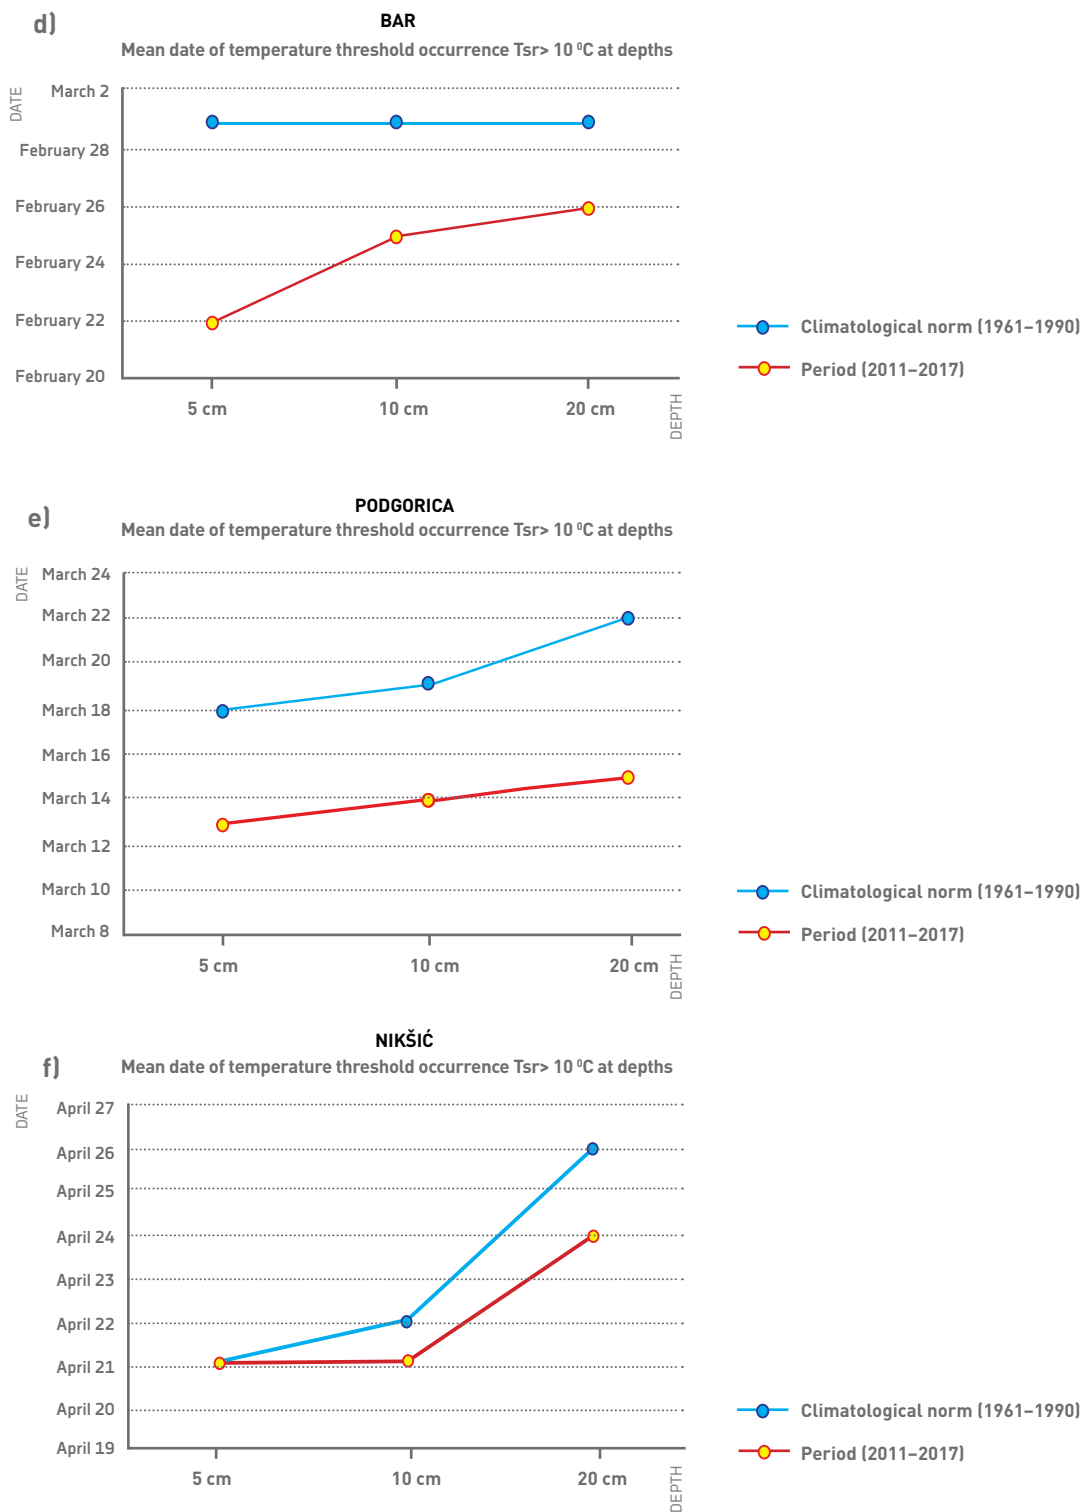 d)
BAR
Mean date of temperature threshold occurrence Tsr> 10 ⁰C at depths
DATE
March 2
February 28
February 26
February 24
February 22
February 20
5 cm
10 cm
20 cm
DEPTH
Climatological norm (1961–1990)
Period (2011–2017)
e)
PODGORICA
Mean date of temperature threshold occurrence Tsr> 10 ⁰C at depths
DATE
March 24
March 22
March 20
March 18
March 16
March 14
March 12
March 10
March 8
5 cm
10 cm
20 cm
DEPTH
Climatological norm (1961–1990)
Period (2011–2017)
f)
NIKŠIĆ
Mean date of temperature threshold occurrence Tsr> 10 ⁰C at depths
DATE
April 27
April 26
April 25
April 24
April 23
April 22
April 21
April 20
April 19
5 cm
10 cm
20 cm
DEPTH
Climatological norm (1961–1990)
Period (2011–2017)